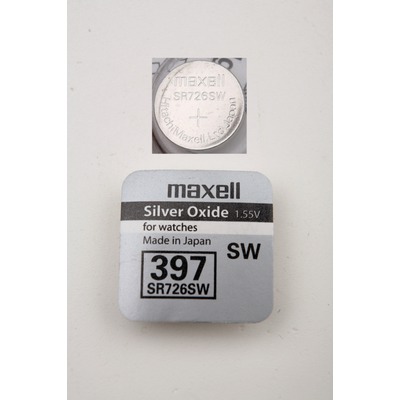 maxell
SR726SW
+
maxell
Silver Oxide 1.55V
for watches
Made in Japan
SW
397
SR726SW